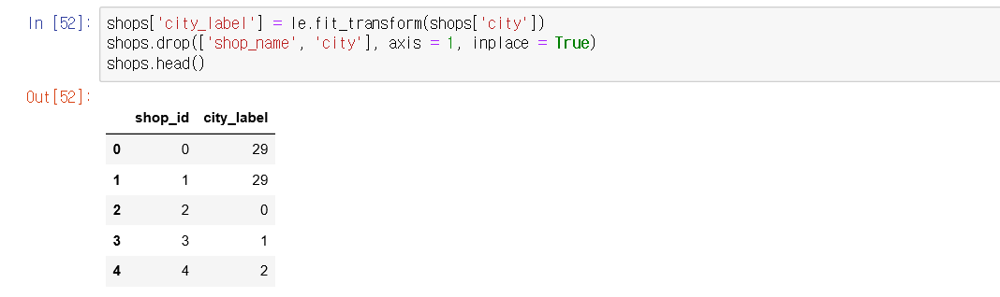 In [52]: shops['city_label'] = le.fit_transform(shops['city'])
shops.drop(['shop_name', 'city'], axis = 1, inplace = True)
shops.head()
Out[52]:
shop_id city_label
0 0 29
1 1 29
2 2 0
3 3 1
4 4 2